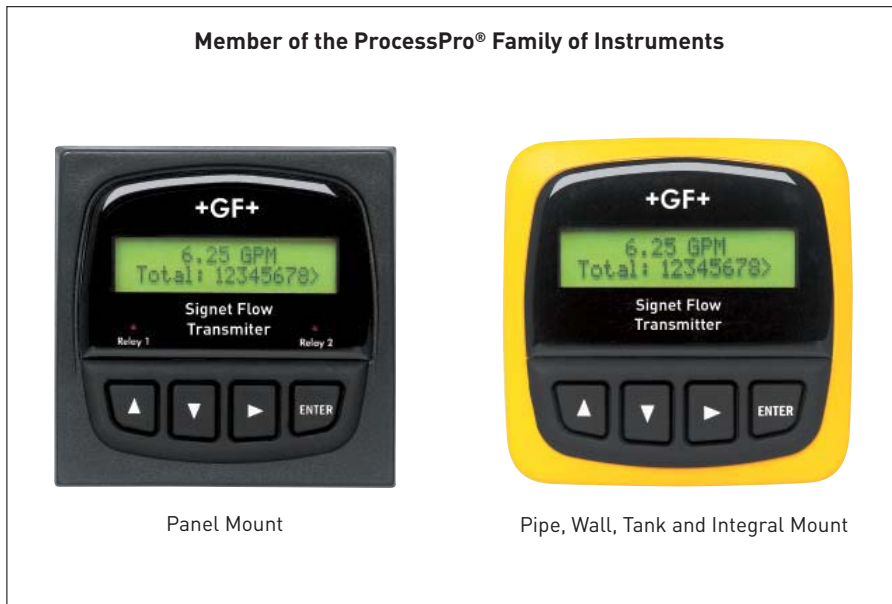 Member of the ProcessPro® Family of Instruments
+GF+
6.25 GPM
Total: 12345678>
Signet Flow
Transmiter
Relay 1
Relay 2
ENTER
Panel Mount
+GF+
6.25 GPM
Total: 12345678>
Signet Flow
Transmitter
ENTER
Pipe, Wall, Tank and Integral Mount